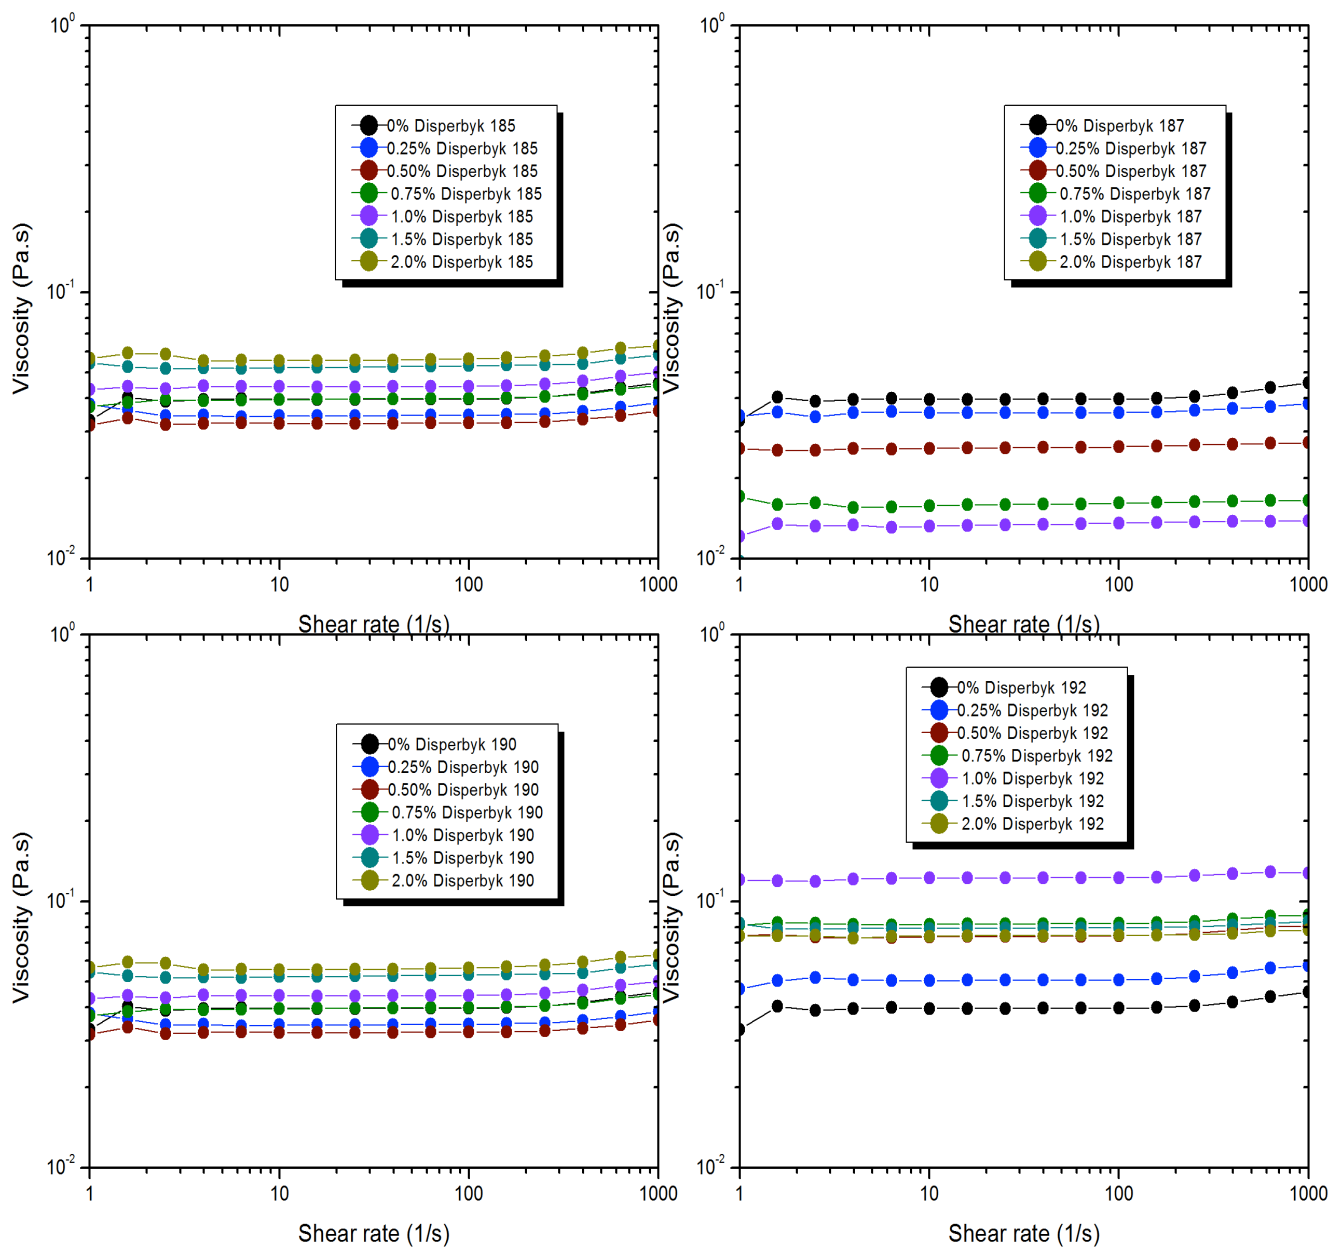 10^0
10^-1
10^-2
Viscosity (Pa.s)
0% Disperbyk 185
0.25% Disperbyk 185
0.50% Disperbyk 185
0.75% Disperbyk 185
1.0% Disperbyk 185
1.5% Disperbyk 185
2.0% Disperbyk 185
1 10 100 1000
Shear rate (1/s)
10^0
10^-1
10^-2
Viscosity (Pa.s)
0% Disperbyk 187
0.25% Disperbyk 187
0.50% Disperbyk 187
0.75% Disperbyk 187
1.0% Disperbyk 187
1.5% Disperbyk 187
2.0% Disperbyk 187
1 10 100 1000
Shear rate (1/s)
10^0
10^-1
10^-2
Viscosity (Pa.s)
0% Disperbyk 190
0.25% Disperbyk 190
0.50% Disperbyk 190
0.75% Disperbyk 190
1.0% Disperbyk 190
1.5% Disperbyk 190
2.0% Disperbyk 190
1 10 100 1000
Shear rate (1/s)
10^0
10^-1
10^-2
Viscosity (Pa.s)
0% Disperbyk 192
0.25% Disperbyk 192
0.50% Disperbyk 192
0.75% Disperbyk 192
1.0% Disperbyk 192
1.5% Disperbyk 192
2.0% Disperbyk 192
1 10 100 1000
Shear rate (1/s)